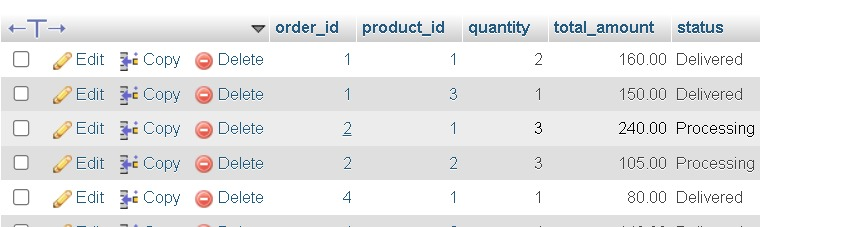 order_id product_id quantity total_amount status
Edit Copy Delete 1 1 2 160.00 Delivered
Edit Copy Delete 1 3 1 150.00 Delivered
Edit Copy Delete 2 1 3 240.00 Processing
Edit Copy Delete 2 2 3 105.00 Processing
Edit Copy Delete 4 1 1 80.00 Delivered